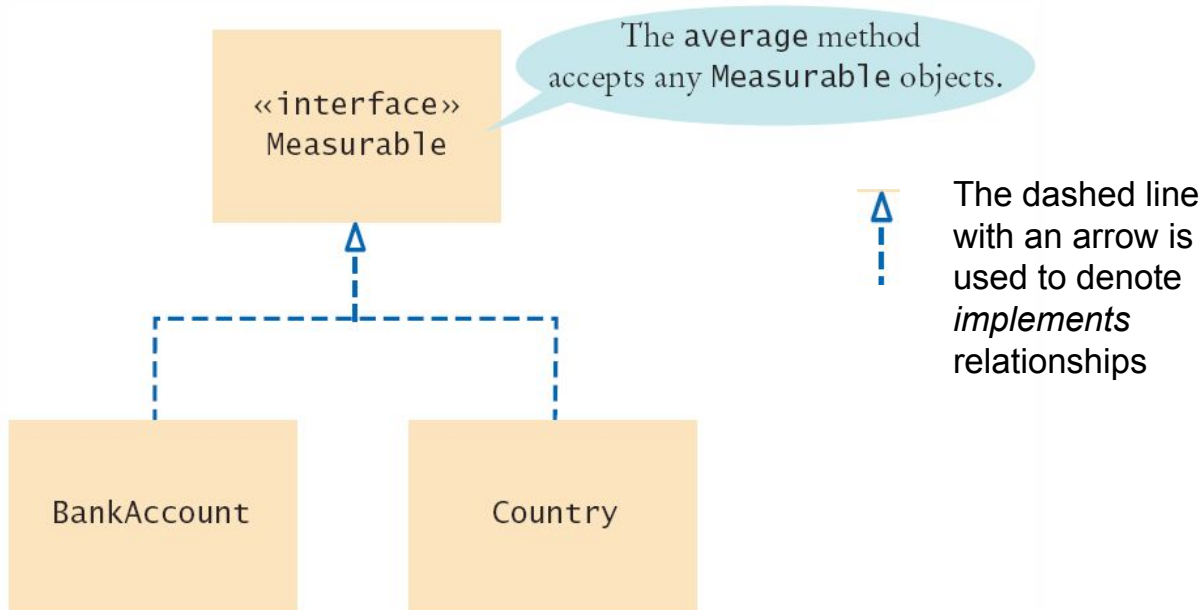 The average method
accepts any Measurable objects.
«interface»
Measurable
The dashed line
with an arrow is
used to denote
implements
relationships
BankAccount
Country